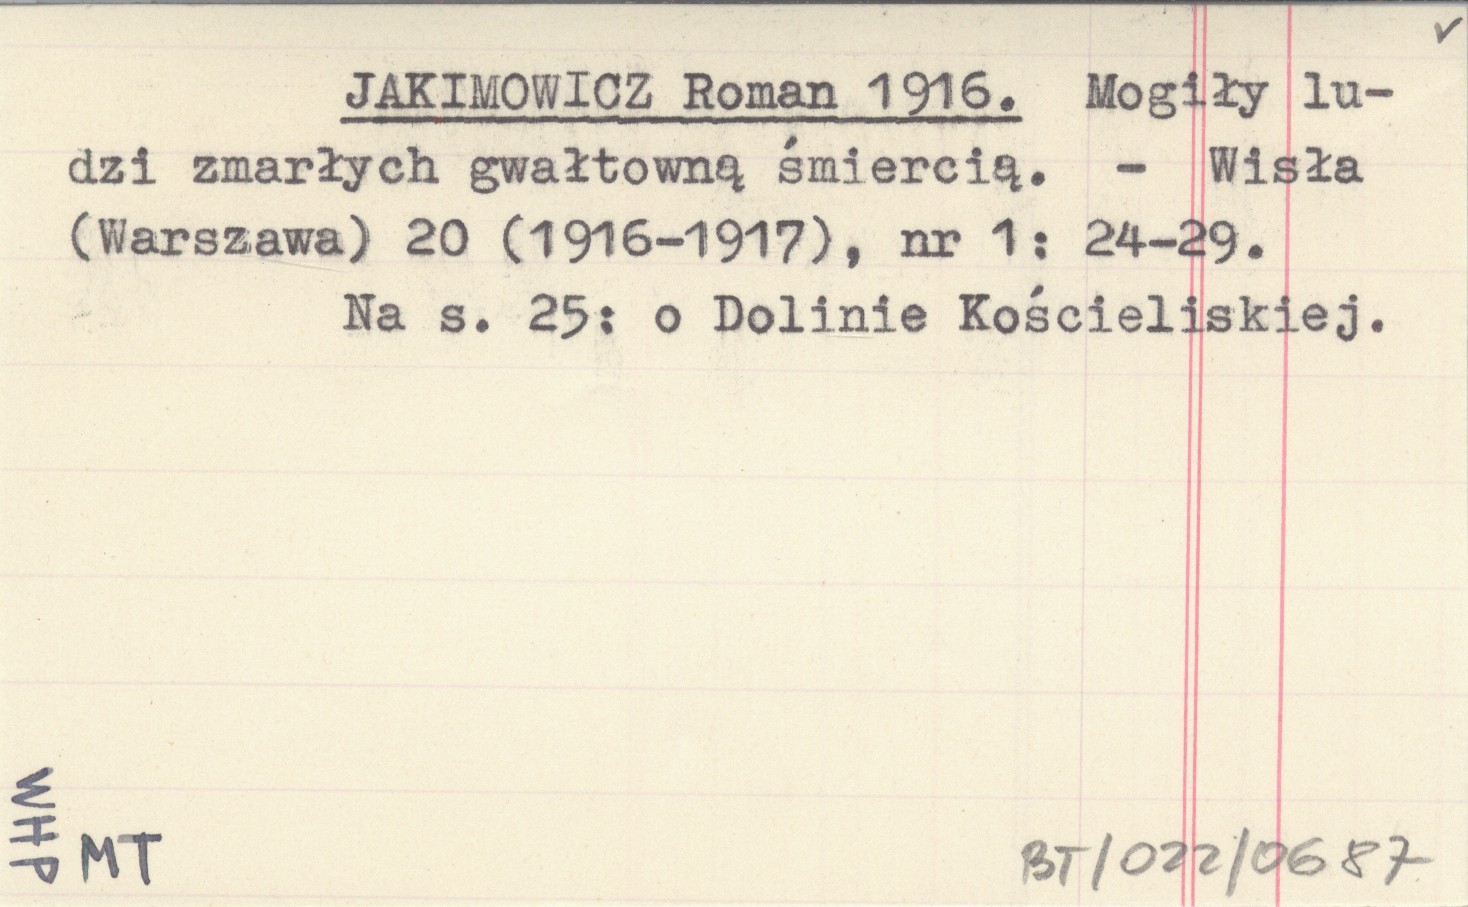 JAKIMOWICZ Roman 1916. Mogiły lu-
dzi zmarłych gwałtowną śmiercią. - Wisła
(Warszawa) 20 (1916-1917), nr 1: 24-29.
Na s. 25: o Dolinie Kościeliskiej.
WHP
MT
BT/022/0687